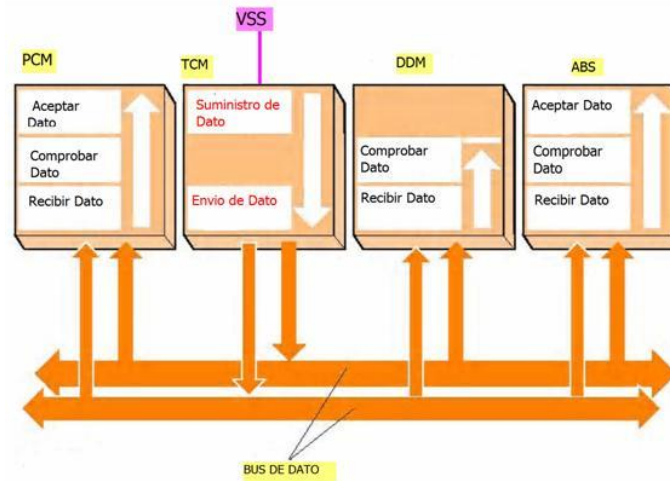 VSS
PCM
TCM
DDM
ABS
Aceptar
Dato
Comprobar
Dato
Recibir Dato
Suministro de
Dato
Envio de Dato
Comprobar
Dato
Recibir Dato
Aceptar Dato
Comprobar
Dato
Recibir Dato
BUS DE DATO